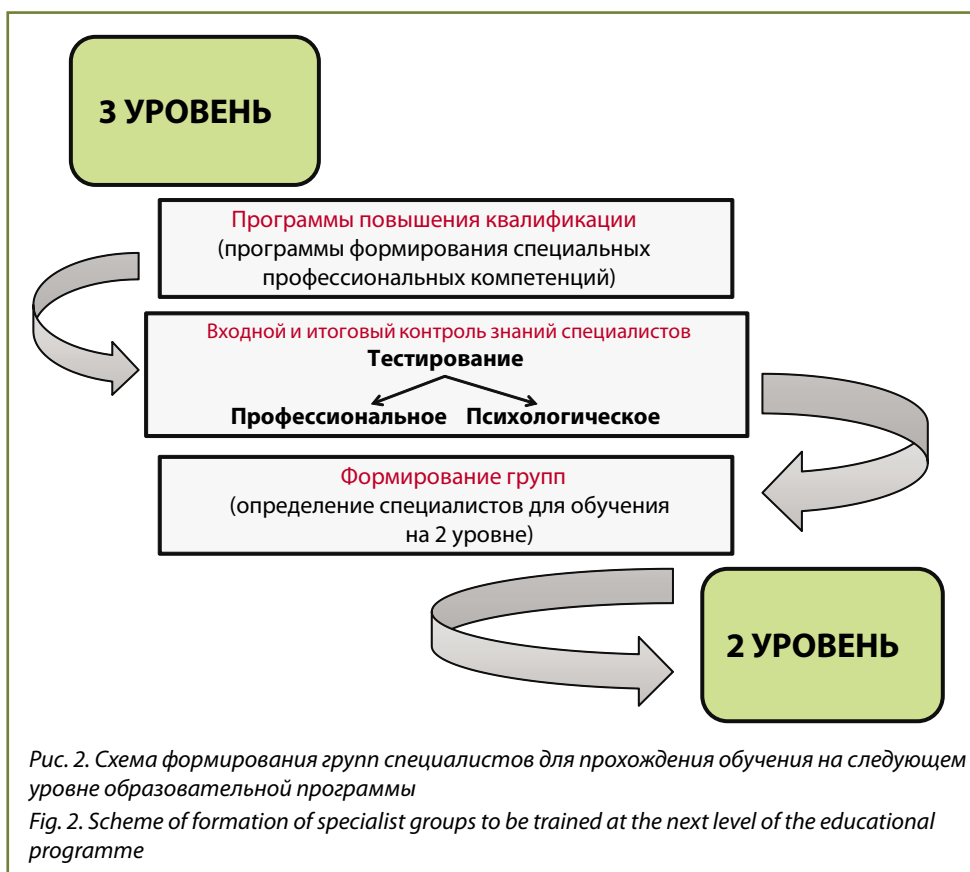 3 УРОВЕНЬ
Программы повышения квалификации
(программы формирования специальных
профессиональных компетенций)
Входной и итоговый контроль знаний специалистов
Тестирование
Профессиональное Психологическое
Формирование групп
(определение специалистов для обучения
на 2 уровне)
2 УРОВЕНЬ
Рис. 2. Схема формирования групп специалистов для прохождения обучения на следующем
уровне образовательной программы
Fig. 2. Scheme of formation of specialist groups to be trained at the next level of the educational
programme